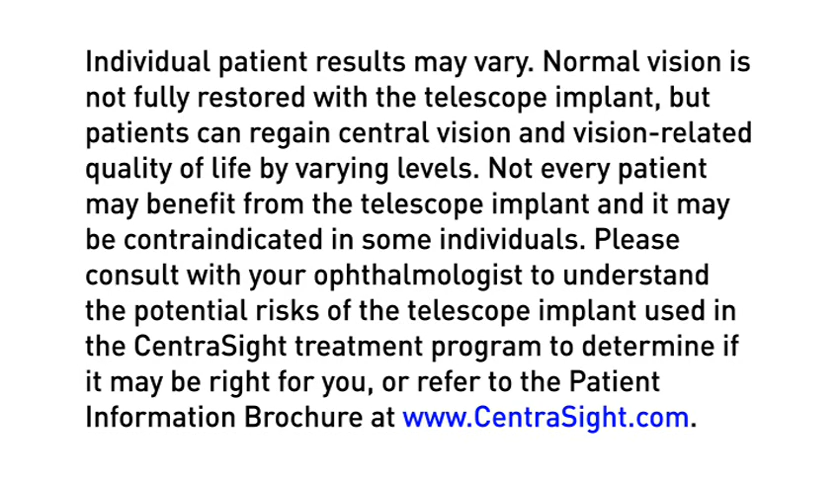 Individual patient results may vary. Normal vision is
not fully restored with the telescope implant, but
patients can regain central vision and vision-related
quality of life by varying levels. Not every patient
may benefit from the telescope implant and it may
be contraindicated in some individuals. Please
consult with your ophthalmologist to understand
the potential risks of the telescope implant used in
the CentraSight treatment program to determine if
it may be right for you, or refer to the Patient
Information Brochure at www.CentraSight.com.